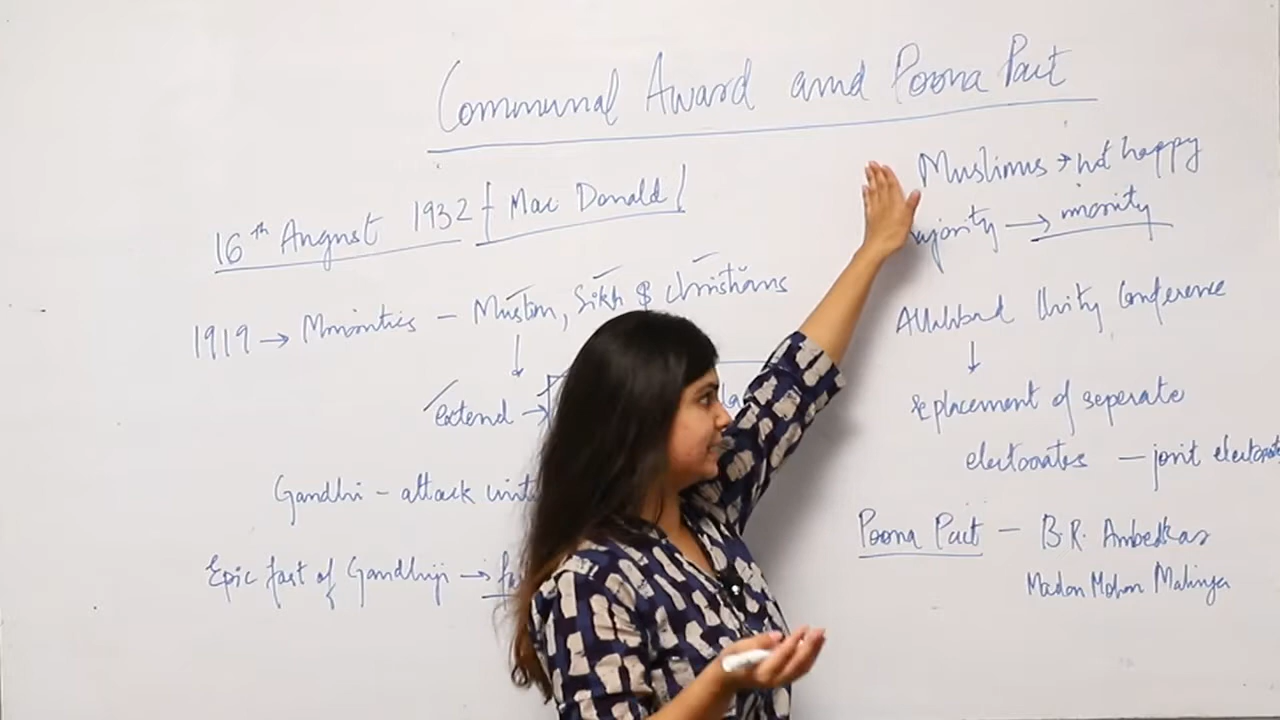 Communal Award and Poona Pact
16th August 1932 [Mac Donald]
1919 → Minorities – Muslim, Sikh & Christians
↓
extend →
Gandhi – attack
Epic fast of Gandhiji →
Muslims → not happy
majority → minority
Allahbad Unity Conference
↓
replacement of seperate
electorates – joint electorates
Poona Pact – B.R. Ambedkar
Madan Mohan Malviya